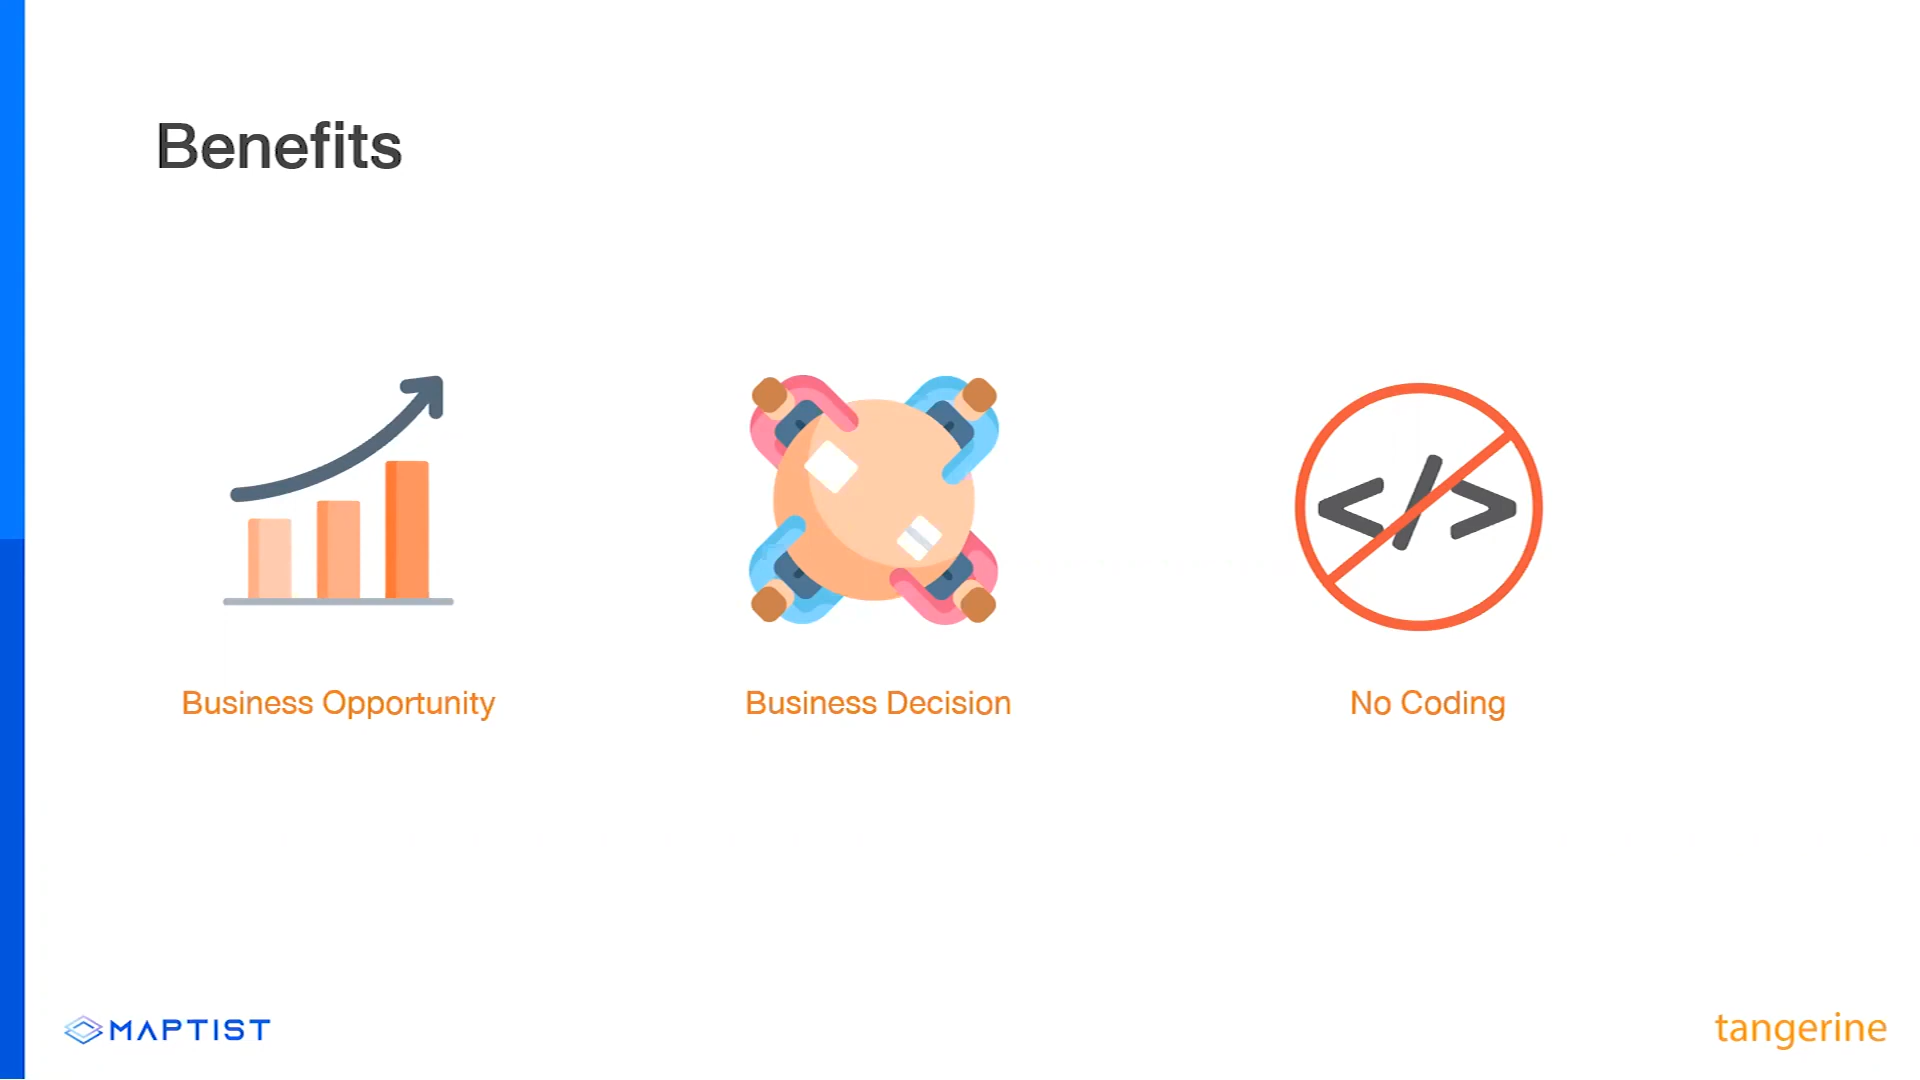 Benefits
Business Opportunity
Business Decision
</>
No Coding
MAPTIST
tangerine